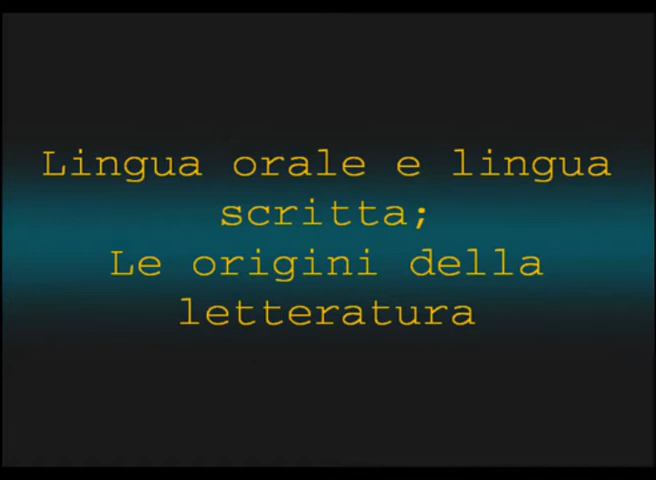 Lingua orale e lingua
scritta;
Le origini della
letteratura